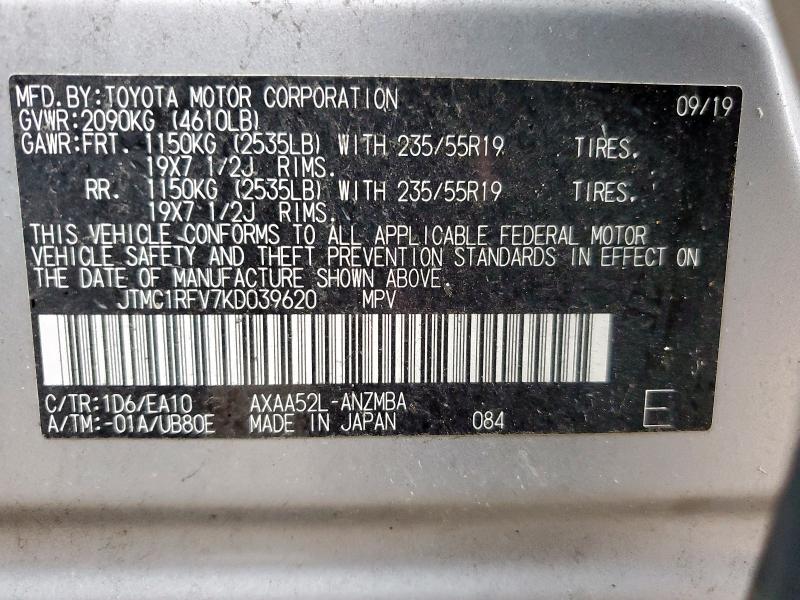 MFD.BY:TOYOTA MOTOR CORPORATION 09/19
GVWR:2090KG (4610LB)
GAWR:FRT. 1150KG (2535LB) WITH 235/55R19 TIRES.
19X7 1/2J RIMS.
RR. 1150KG (2535LB) WITH 235/55R19 TIRES.
19X7 1/2J RIMS.
THIS VEHICLE CONFORMS TO ALL APPLICABLE FEDERAL MOTOR
VEHICLE SAFETY AND THEFT PREVENTION STANDARDS IN EFFECT ON
THE DATE OF MANUFACTURE SHOWN ABOVE.
JTMC1RFV7KD039620 MPV
C/TR:1D6/EA10 AXAA52L-ANZMBA E
A/TM:-01A/UB80E MADE IN JAPAN 084